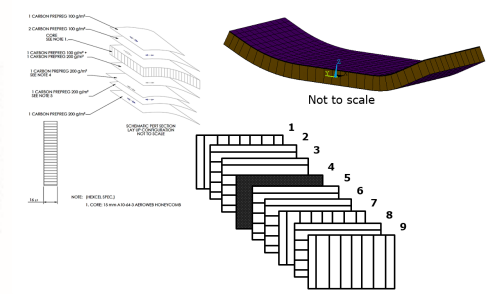 1 CARBON PREPREG 100 g/m²
2 CARBON PREPREG 100 g/m²
CORE
SEE NOTE 1
1 CARBON PREPREG 100 g/m² +
1 CARBON PREPREG 200 g/m²
1 CARBON PREPREG 200 g/m²
SEE NOTE 4
1 CARBON PREPREG 200 g/m²
SEE NOTE 5
1 CARBON PREPREG 200 g/m²
SCHEMATIC PERT SECTION
LAY UP CONFIGURATION
NOT TO SCALE
Not to scale
1
2
3
4
5
6
7
8
9
NOTE: (HEXCEL SPEC.)
1. CORE: 15 mm A10-64-5 AEROWEB HONEYCOMB